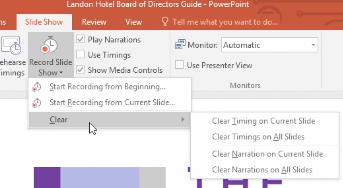 Landon Hotel Board of Directors Guide - PowerPoint
Slide Show Review View Tell me what you want to do...
Record Slide Show
Timings
Play Narrations
Use Timings
Show Media Controls
Monitor: Automatic
Use Presenter View
Monitors
Start Recording from Beginning...
Start Recording from Current Slide...
Clear
Clear Timing on Current Slide
Clear Timings on All Slides
Clear Narration on Current Slide
Clear Narrations on All Slides